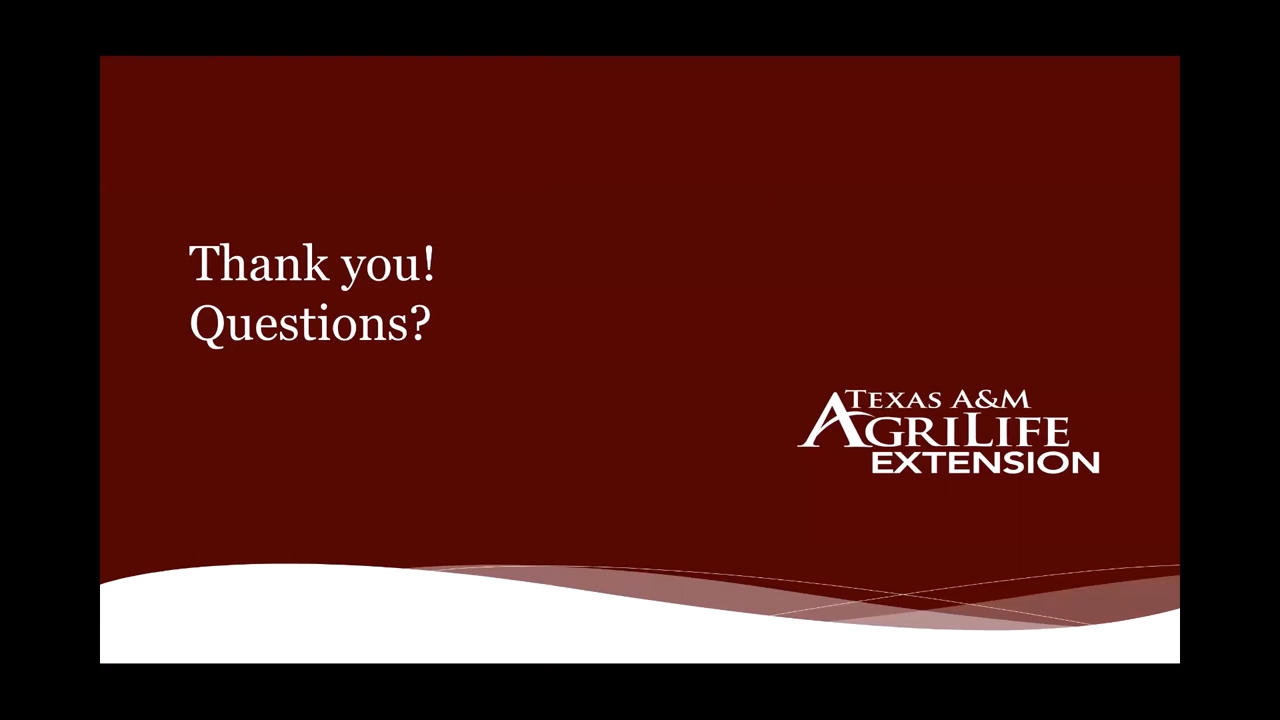 Thank you!
Questions?
TEXAS A&M
AGRILIFE
EXTENSION